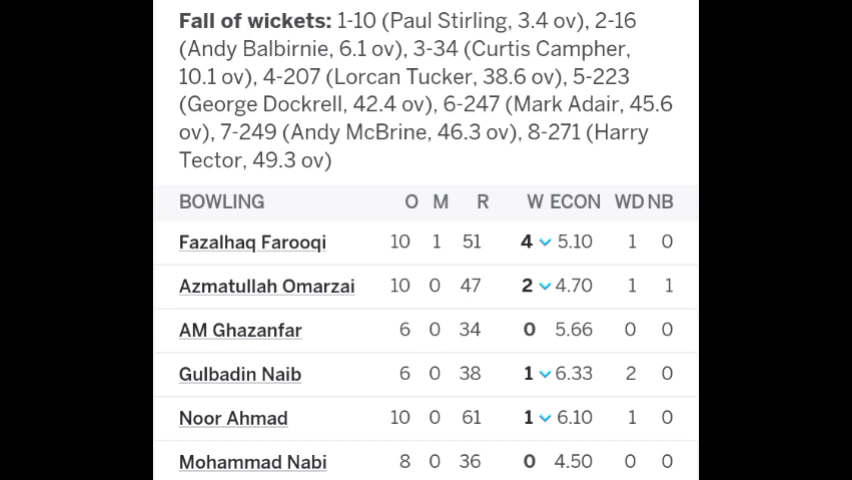 Fall of wickets: 1-10 (Paul Stirling, 3.4 ov), 2-16
(Andy Balbirnie, 6.1 ov), 3-34 (Curtis Campher,
10.1 ov), 4-207 (Lorcan Tucker, 38.6 ov), 5-223
(George Dockrell, 42.4 ov), 6-247 (Mark Adair, 45.6
ov), 7-249 (Andy McBrine, 46.3 ov), 8-271 (Harry
Tector, 49.3 ov)
BOWLING O M R W ECON WD NB
Fazalhaq Farooqi 10 1 51 4 5.10 1 0
Azmatullah Omarzai 10 0 47 2 4.70 1 1
AM Ghazanfar 6 0 34 0 5.66 0 0
Gulbadin Naib 6 0 38 1 6.33 2 0
Noor Ahmad 10 0 61 1 6.10 1 0
Mohammad Nabi 8 0 36 0 4.50 0 0